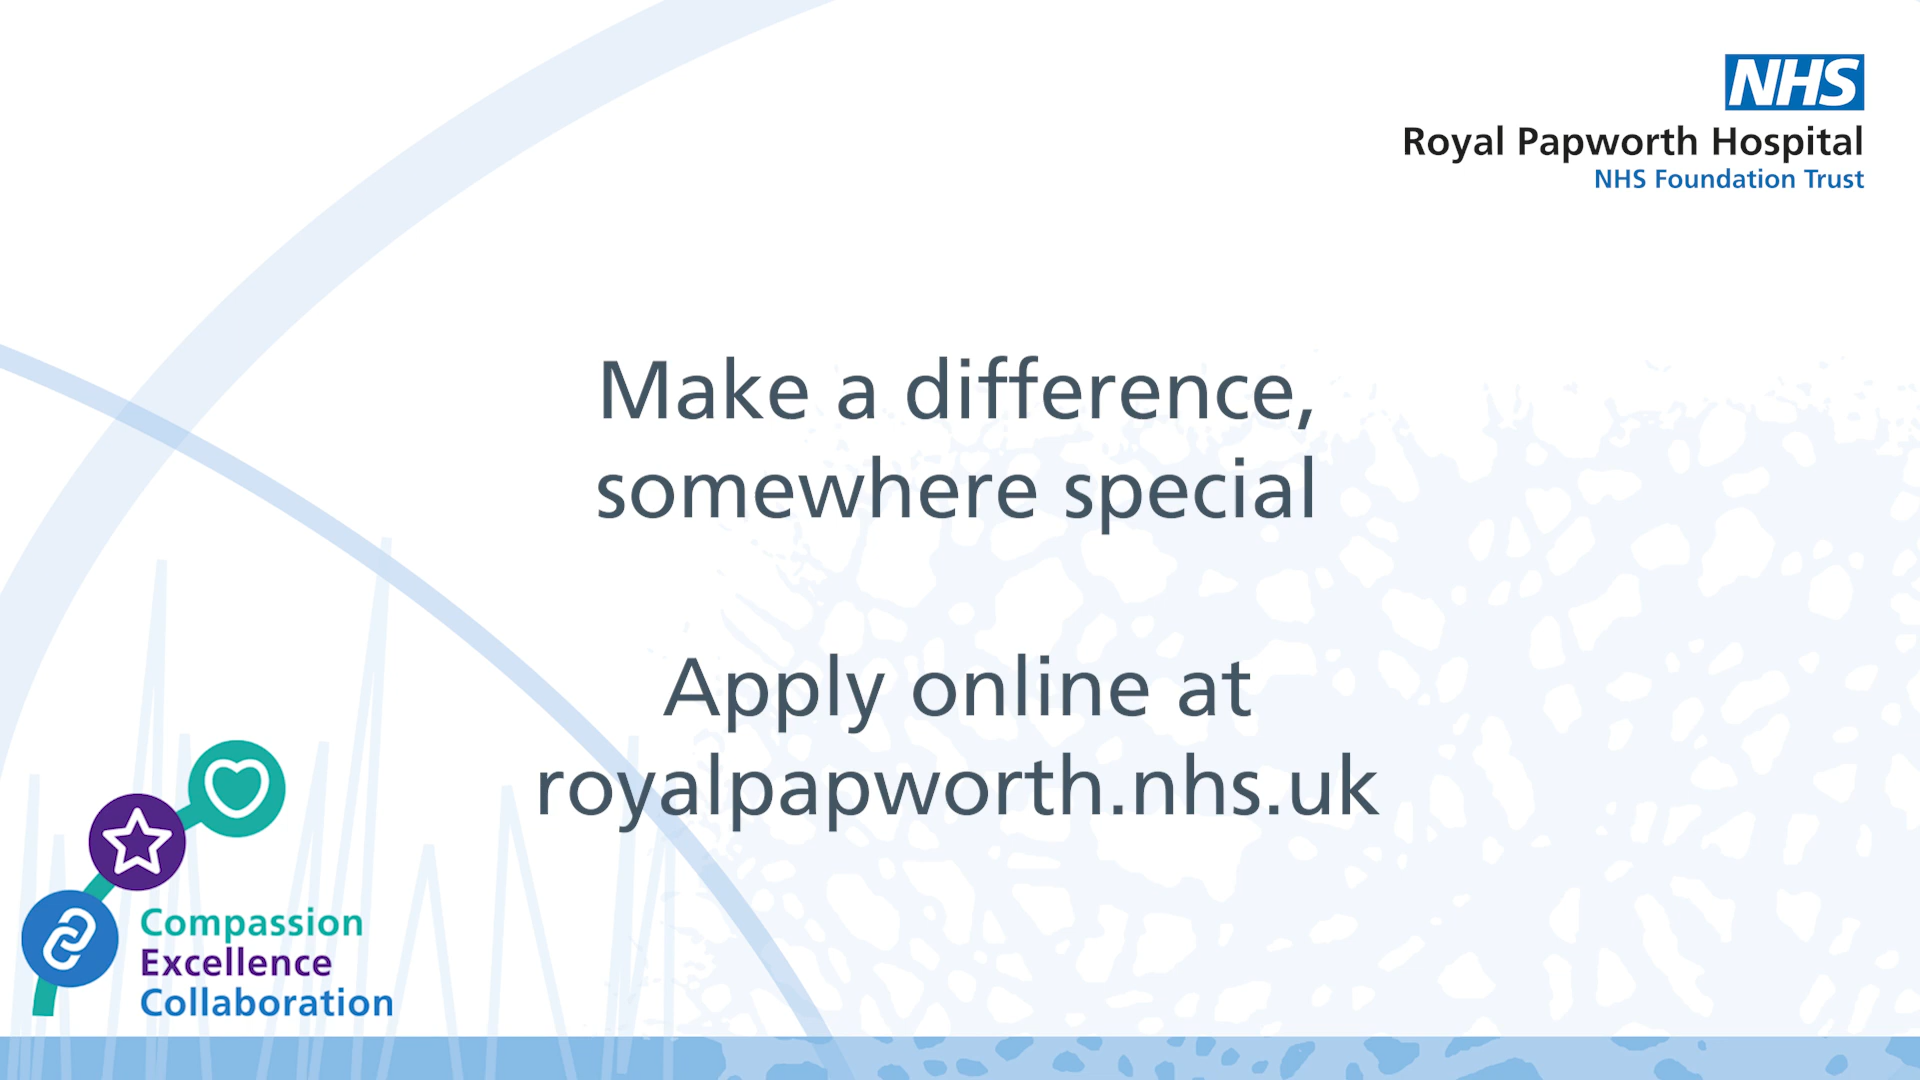 NHS
Royal Papworth Hospital
NHS Foundation Trust
Make a difference,
somewhere special
Apply online at
royalpapworth.nhs.uk
Compassion
Excellence
Collaboration